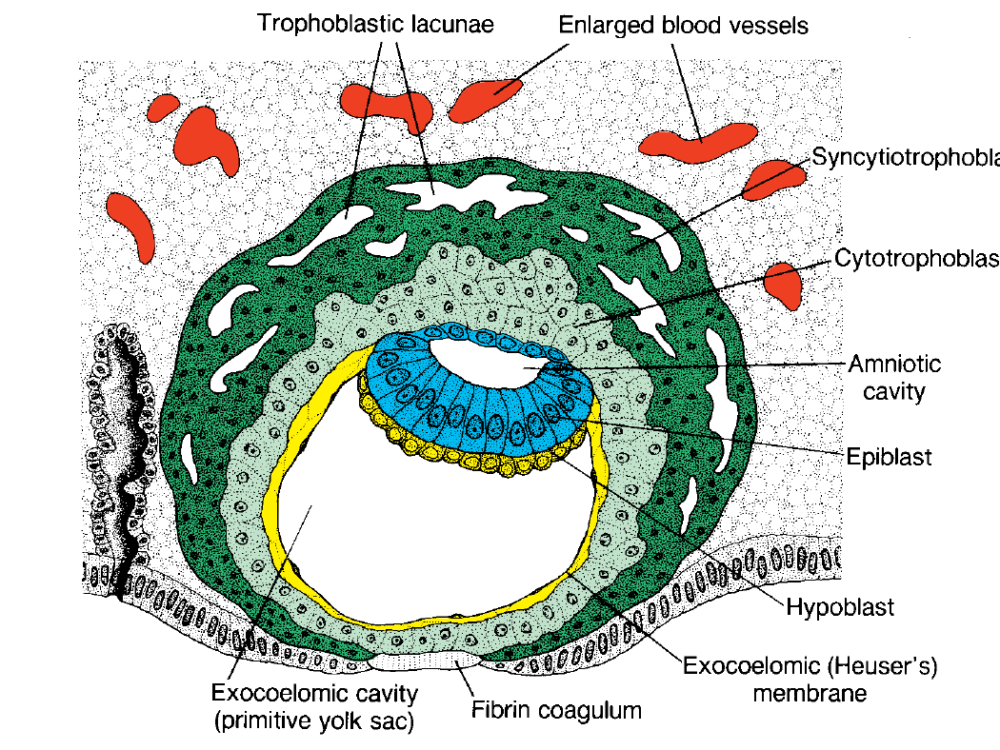 Trophoblastic lacunae
Enlarged blood vessels
Syncytiotrophobla
Cytotrophoblas
Amniotic
cavity
Epiblast
Hypoblast
Exocoelomic (Heuser's)
membrane
Exocoelomic cavity
(primitive yolk sac)
Fibrin coagulum